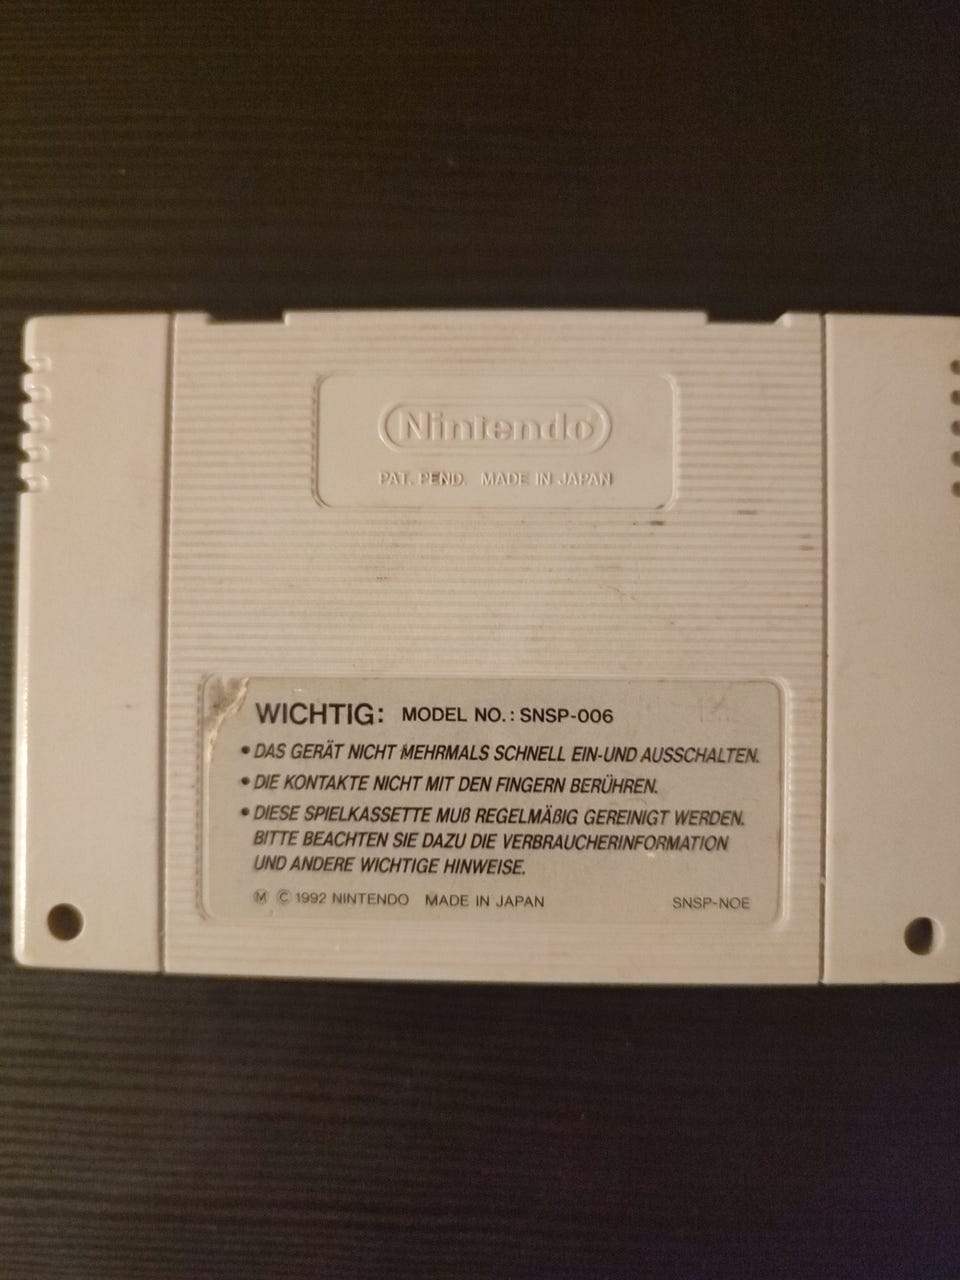 Nintendo
PAT. PEND. MADE IN JAPAN
WICHTIG: MODEL NO.: SNSP-006
• DAS GERÄT NICHT MEHRMALS SCHNELL EIN-UND AUSSCHALTEN.
• DIE KONTAKTE NICHT MIT DEN FINGERN BERÜHREN.
• DIESE SPIELKASSETTE MUß REGELMÄßIG GEREINIGT WERDEN.
BITTE BEACHTEN SIE DAZU DIE VERBRAUCHERINFORMATION
UND ANDERE WICHTIGE HINWEISE.
Ⓜ © 1992 NINTENDO MADE IN JAPAN SNSP-NOE